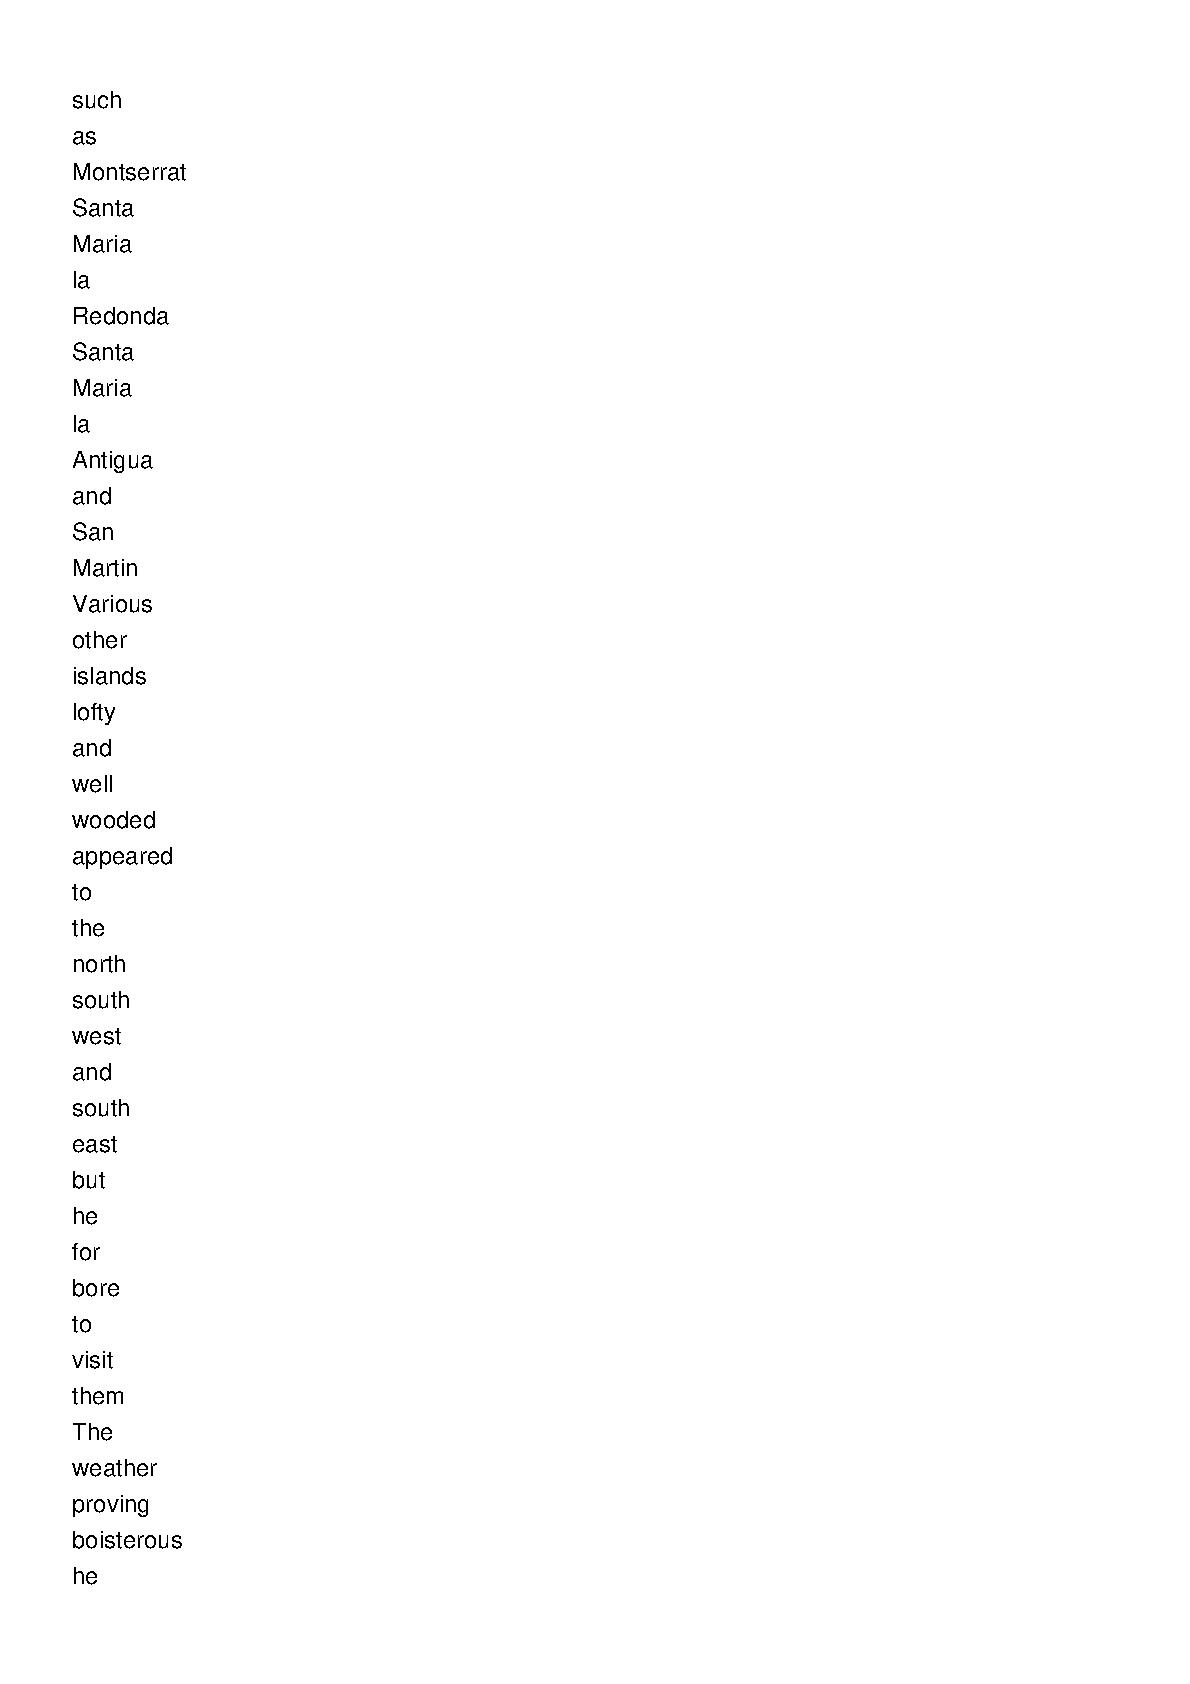 such
as
Montserrat
Santa
Maria
la
Redonda
Santa
Maria
la
Antigua
and
San
Martin
Various
other
islands
lofty
and
well
wooded
appeared
to
the
north
south
west
and
south
east
but
he
for
bore
to
visit
them
The
weather
proving
boisterous
he